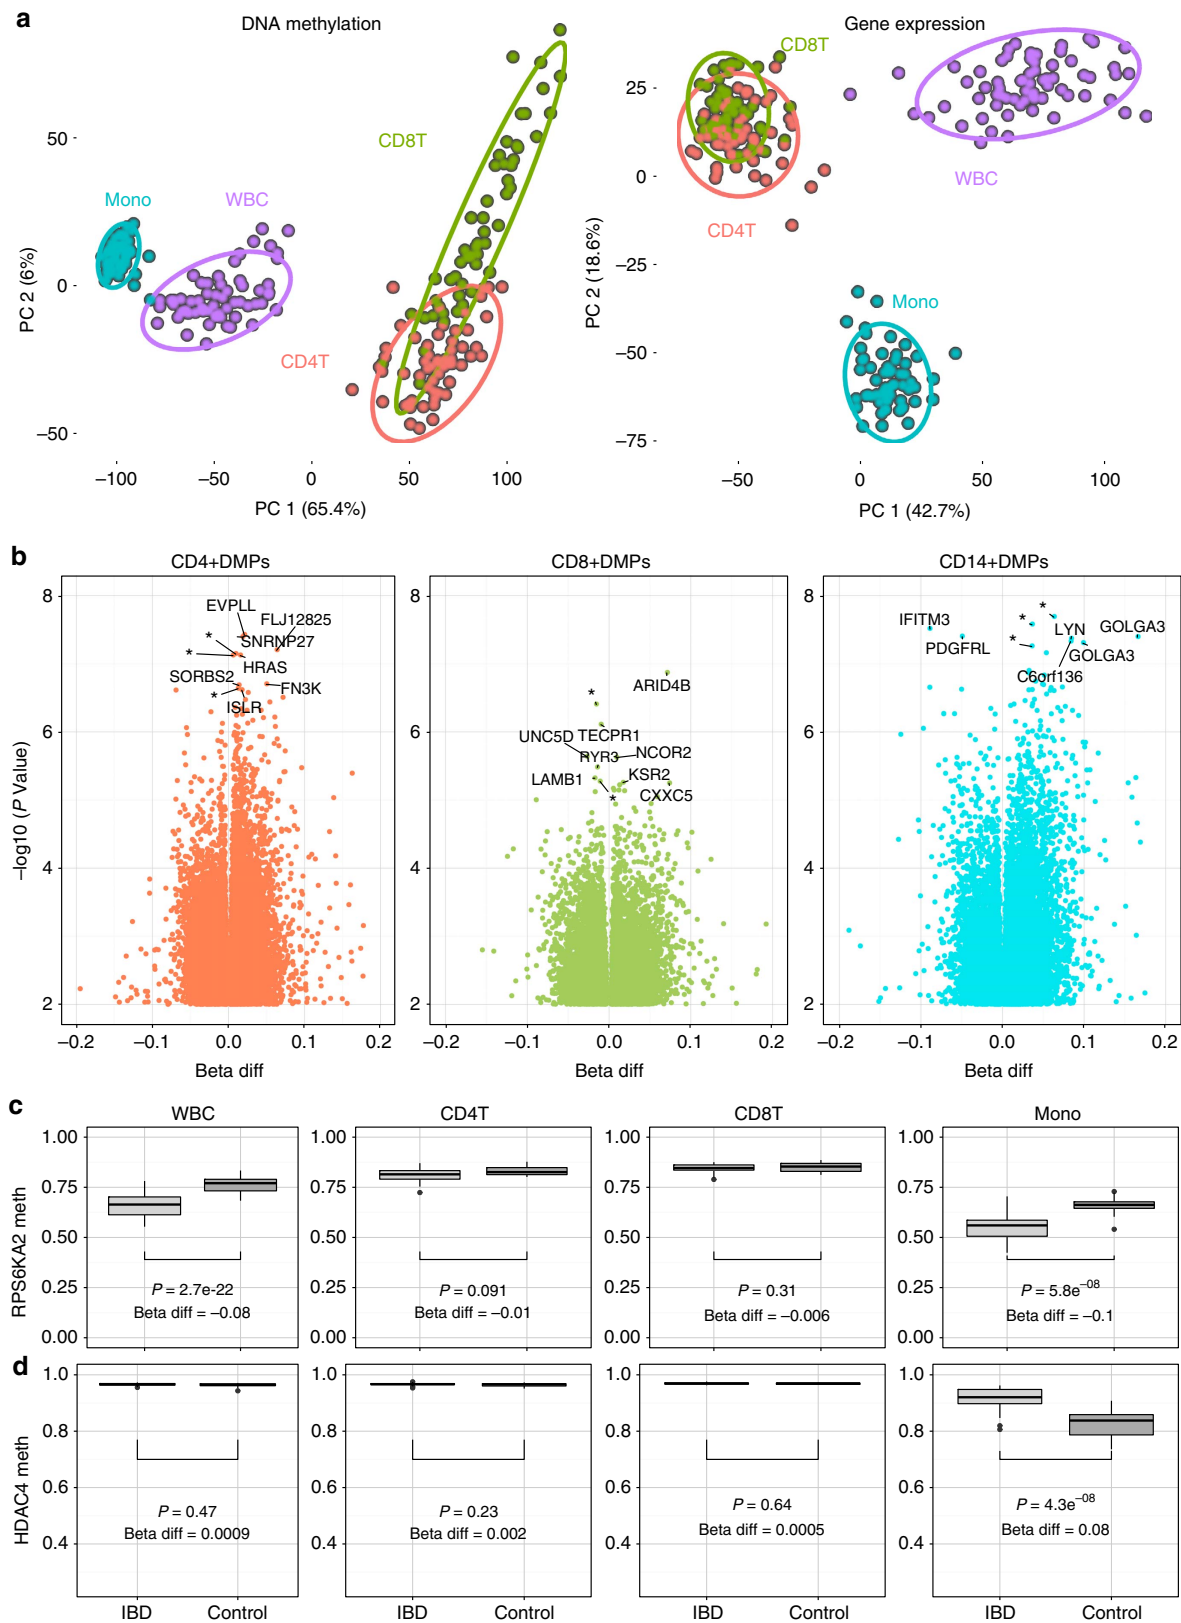 a
DNA methylation
Gene expression
CD8T
Mono
WBC
CD4T
50
0
−50
PC 2 (6%)
−100
−50
0
50
100
PC 1 (65.4%)
CD8T
WBC
CD4T
Mono
25
0
−25
−50
−75
PC 2 (18.6%)
−50
0
50
100
PC 1 (42.7%)
b
CD4+DMPs
CD8+DMPs
CD14+DMPs
−log10 (P Value)
8
6
4
2
EVPLL
FLJ12825
*
SNRNP27
*
HRAS
SORBS2
*
FN3K
ISLR
−0.2
−0.1
0.0
0.1
0.2
Beta diff
8
6
4
2
ARID4B
*
UNC5D
TECPR1
RYR3
NCOR2
LAMB1
KSR2
*
CXXC5
−0.2
−0.1
0.0
0.1
0.2
Beta diff
8
6
4
2
*
IFITM3
*
LYN
GOLGA3
PDGFRL
*
GOLGA3
C6orf136
−0.2
−0.1
0.0
0.1
0.2
Beta diff
c
WBC
CD4T
CD8T
Mono
RPS6KA2 meth
1.00
0.75
0.50
0.25
0.00
P = 2.7e-22
Beta diff = −0.08
1.00
0.75
0.50
0.25
0.00
P = 0.091
Beta diff = −0.01
1.00
0.75
0.50
0.25
0.00
P = 0.31
Beta diff = −0.006
1.00
0.75
0.50
0.25
0.00
P = 5.8e−08
Beta diff = −0.1
d
HDAC4 meth
1.0
0.8
0.6
0.4
P = 0.47
Beta diff = 0.0009
IBD
Control
1.0
0.8
0.6
0.4
P = 0.23
Beta diff = 0.002
IBD
Control
1.0
0.8
0.6
0.4
P = 0.64
Beta diff = 0.0005
IBD
Control
1.0
0.8
0.6
0.4
P = 4.3e−08
Beta diff = 0.08
IBD
Control